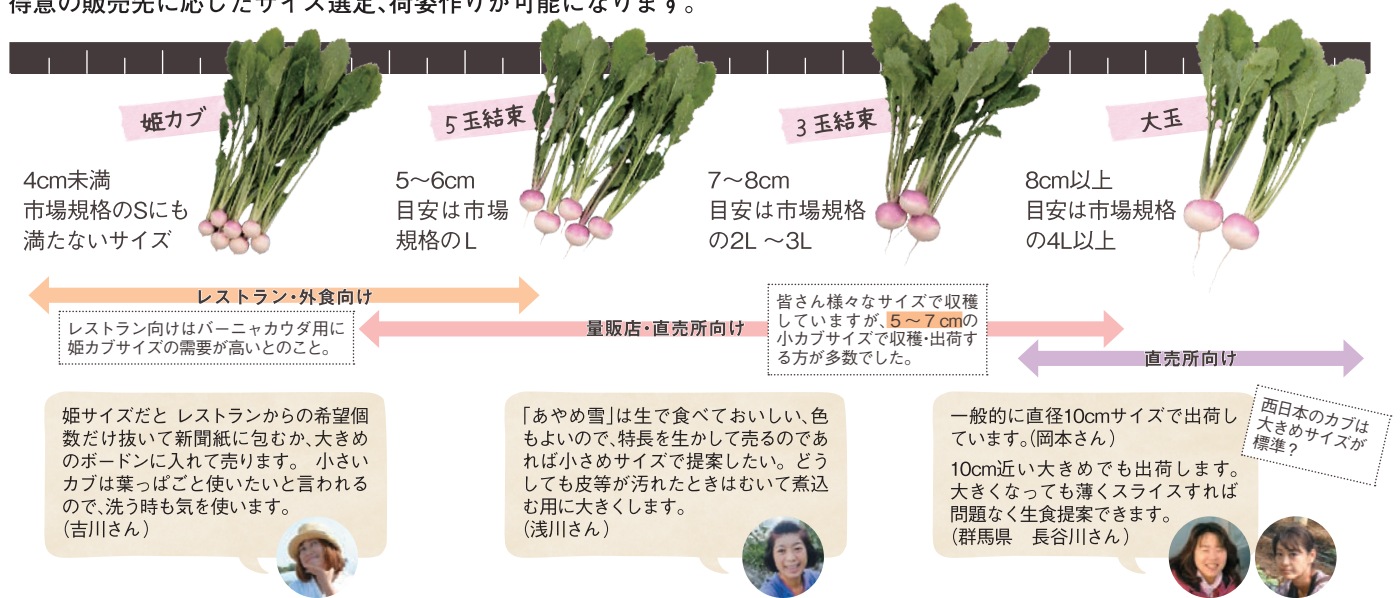 得意の販売先に応じたサイズ選定、荷姿作りが可能になります。
姫カブ
4cm未満
市場規格のSにも
満たないサイズ
5玉結束
5〜6cm
目安は市場
規格のL
3玉結束
7〜8cm
目安は市場規格
の2L 〜3L
大玉
8cm以上
目安は市場規格
の4L以上
レストラン・外食向け
レストラン向けはバーニャカウダ用に
姫カブサイズの需要が高いとのこと。
量販店・直売所向け
皆さん様々なサイズで収穫
していますが、5〜7cmの
小カブサイズで収穫・出荷す
る方が多数でした。
直売所向け
姫サイズだと レストランからの希望個
数だけ抜いて新聞紙に包むか、大きめ
のボードンに入れて売ります。 小さい
カブは葉っぱごと使いたいと言われる
ので、洗う時も気を使います。
(吉川さん)
「あやめ雪」は生で食べておいしい、色
もよいので、特長を生かして売るのであ
れば小さめサイズで提案したい。どう
しても皮等が汚れたときはむいて煮込
む用に大きくします。
(浅川さん)
一般的に直径10cmサイズで出荷し
ています。(岡本さん)
10cm近い大きめでも出荷します。
大きくなっても薄くスライスすれば
問題なく生食提案できます。
(群馬県 長谷川さん)
西日本のカブは
大きめサイズが
標準？